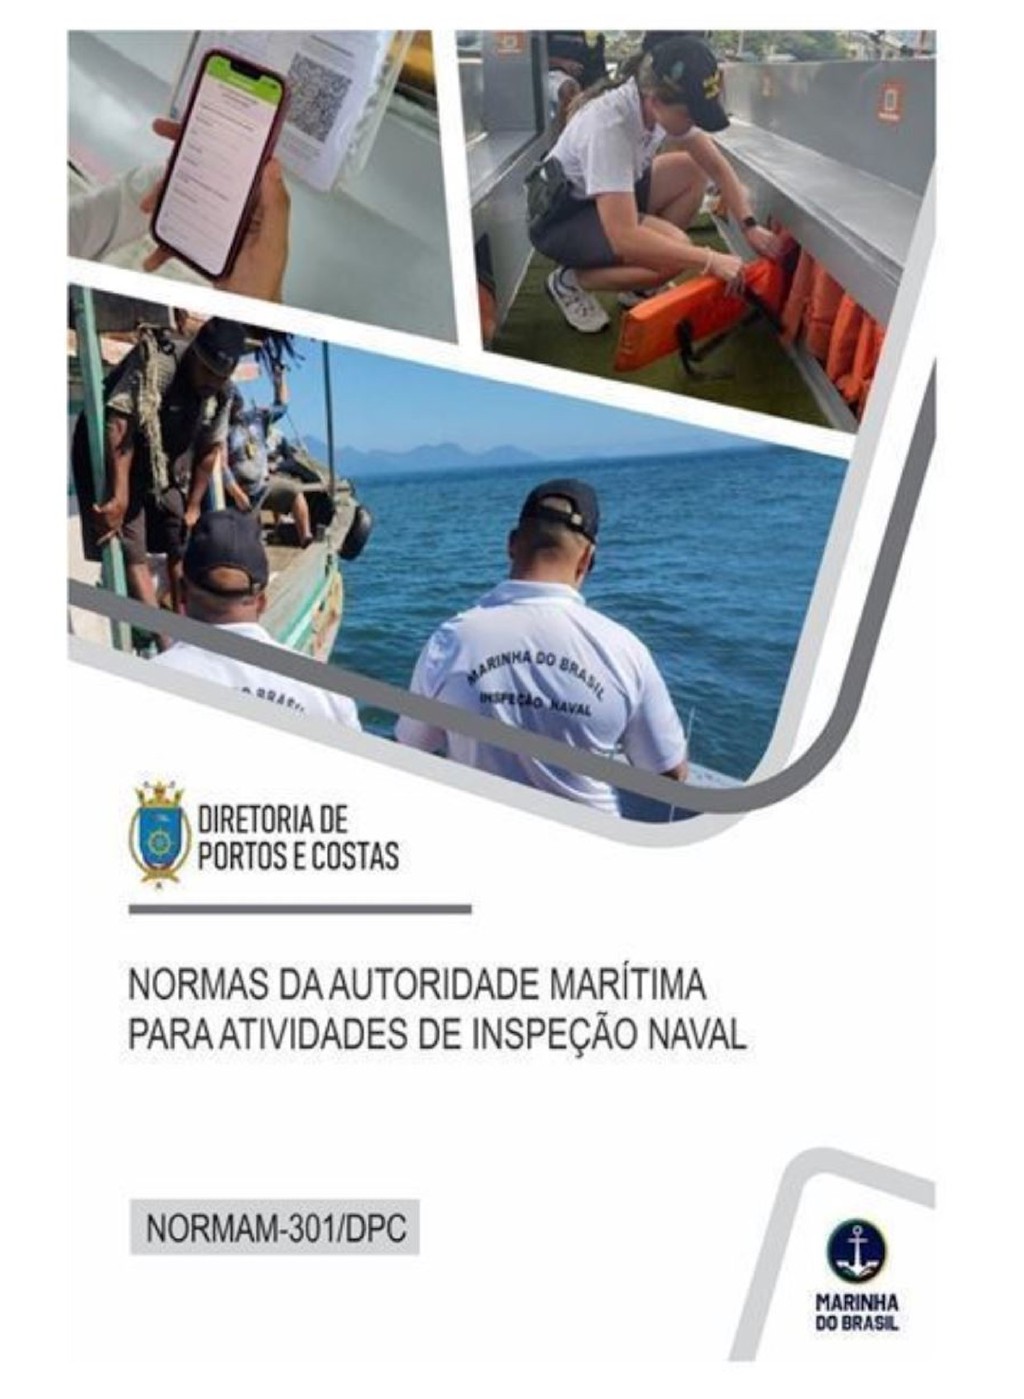 MARINHA DO BRASIL
INSPEÇÃO NAVAL
DIRETORIA DE
PORTOS E COSTAS
NORMAS DA AUTORIDADE MARÍTIMA
PARA ATIVIDADES DE INSPEÇÃO NAVAL
NORMAM-301/DPC
MARINHA
DO BRASIL